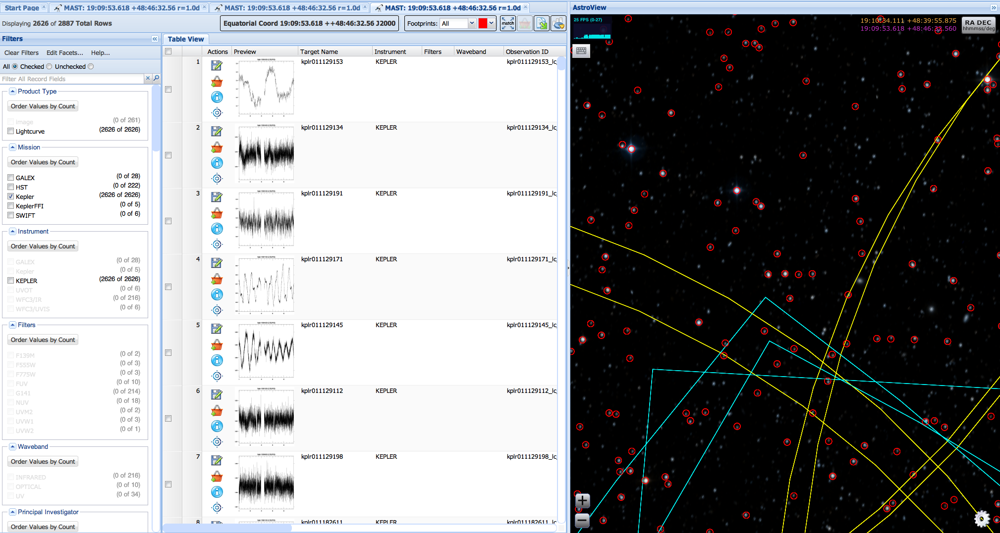 Start Page
MAST: 19:09:53.618 +48:46:32.56 r=1.0d
MAST: 19:09:53.618 +48:46:32.56 r=1.0d
MAST: 19:09:53.618 +48:46:32.56 r=1.0d
AstroView
Displaying 2626 of 2887 Total Rows
Equatorial Coord 19:09:53.618 ++48:46:32.56 J2000
Footprints: All
match
25 FPS (0-27)
19:10:34.111 +48:39:55.875
19:09:53.618 +48:46:32.560
RA DEC
hhmmss/deg
Filters
Clear Filters Edit Facets... Help...
All Checked Unchecked
Filter All Record Fields
Product Type
Order Values by Count
image (0 of 261)
Lightcurve (2626 of 2626)
Mission
Order Values by Count
GALEX (0 of 28)
HST (0 of 222)
Kepler (2626 of 2626)
KeplerFFI (0 of 5)
SWIFT (0 of 6)
Instrument
Order Values by Count
GALEX (0 of 28)
Kepler (0 of 5)
KEPLER (2626 of 2626)
UVOT (0 of 6)
WFC3/IR (0 of 216)
WFC3/UVIS (0 of 6)
Filters
Order Values by Count
F139M (0 of 2)
F555W (0 of 3)
F775W (0 of 3)
FUV (0 of 10)
G141 (0 of 214)
NUV (0 of 18)
UVM2 (0 of 2)
UVW1 (0 of 3)
UVW2 (0 of 1)
Waveband
Order Values by Count
INFRARED (0 of 216)
OPTICAL (0 of 10)
UV (0 of 34)
Principal Investigator
Order Values by Count
Table View
Actions Preview Target Name Instrument Filters Waveband Observation ID
1 kplr011129153 KEPLER kplr011129153_lc
2 kplr011129134 KEPLER kplr011129134_lc
3 kplr011129191 KEPLER kplr011129191_lc
4 kplr011129171 KEPLER kplr011129171_lc
5 kplr011129145 KEPLER kplr011129145_lc
6 kplr011129112 KEPLER kplr011129112_lc
7 kplr011129198 KEPLER kplr011129198_lc
8 kplr011182611 KEPLER kplr011182611_lc